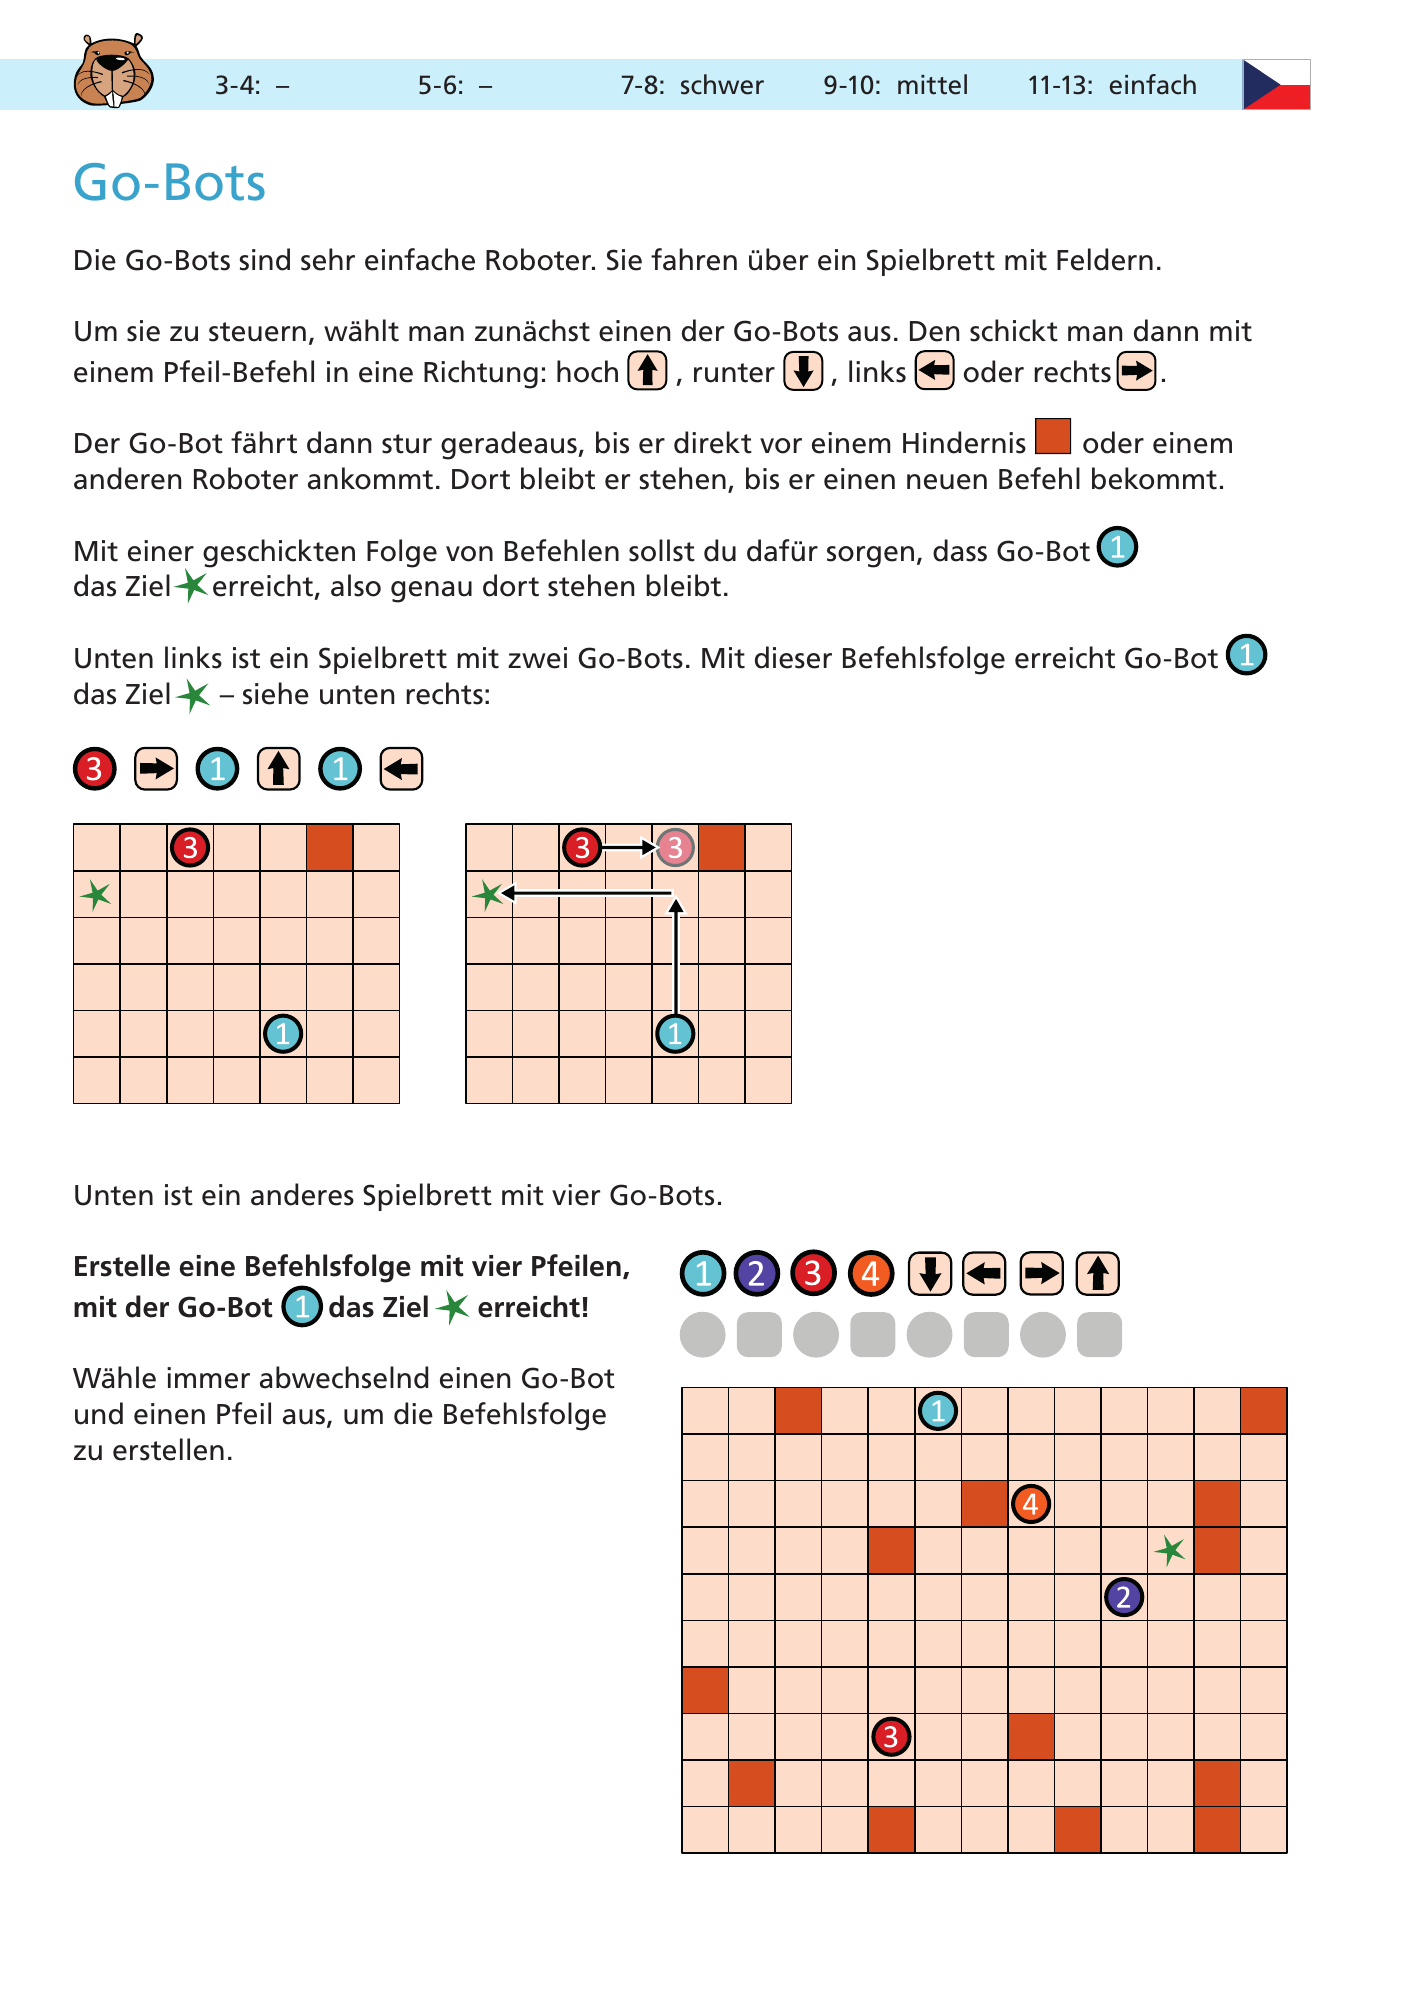 3-4: – 5-6: – 7-8: schwer 9-10: mittel 11-13: einfach
Go-Bots
Die Go-Bots sind sehr einfache Roboter. Sie fahren über ein Spielbrett mit Feldern.
Um sie zu steuern, wählt man zunächst einen der Go-Bots aus. Den schickt man dann mit
einem Pfeil-Befehl in eine Richtung: hoch , runter , links oder rechts .
Der Go-Bot fährt dann stur geradeaus, bis er direkt vor einem Hindernis oder einem
anderen Roboter ankommt. Dort bleibt er stehen, bis er einen neuen Befehl bekommt.
Mit einer geschickten Folge von Befehlen sollst du dafür sorgen, dass Go-Bot 1
das Ziel erreicht, also genau dort stehen bleibt.
Unten links ist ein Spielbrett mit zwei Go-Bots. Mit dieser Befehlsfolge erreicht Go-Bot 1
das Ziel – siehe unten rechts:
3 1 1
3
1
3 3
1
Unten ist ein anderes Spielbrett mit vier Go-Bots.
Erstelle eine Befehlsfolge mit vier Pfeilen,
mit der Go-Bot 1 das Ziel erreicht!
Wähle immer abwechselnd einen Go-Bot
und einen Pfeil aus, um die Befehlsfolge
zu erstellen.
1 2 3 4
1
4
2
3